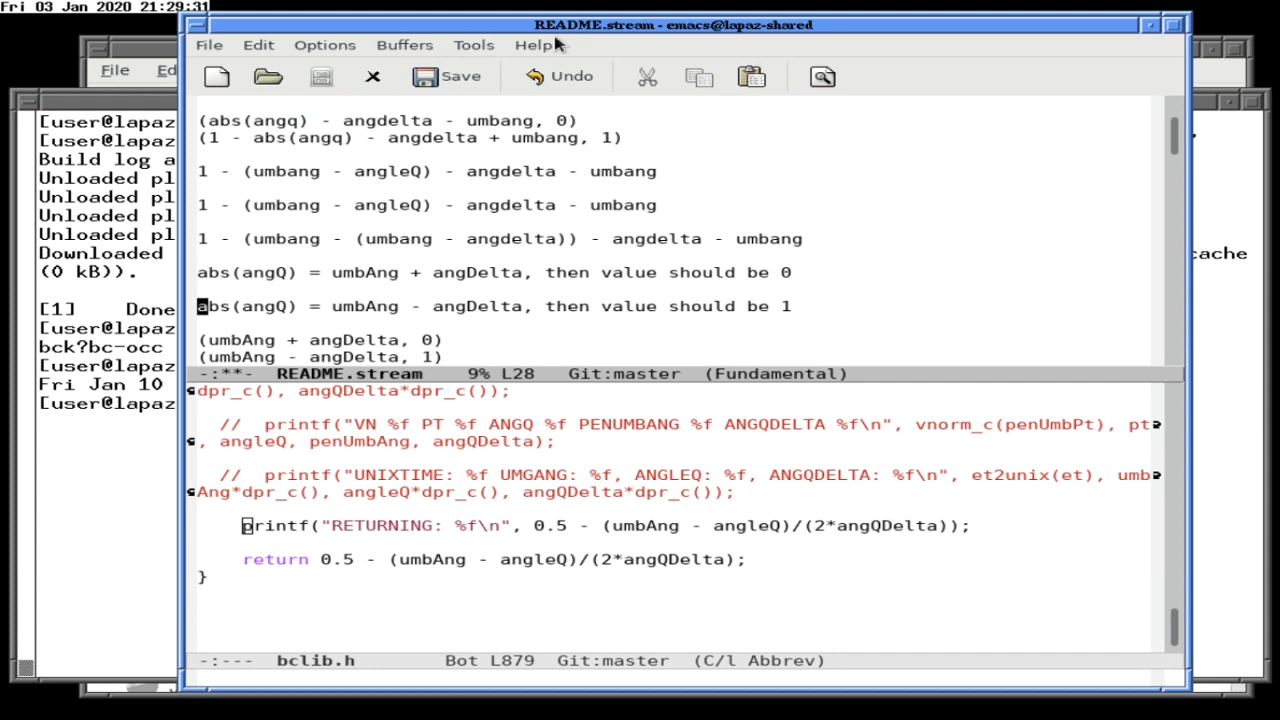 Fri 03 Jan 2020 21:29:31
README.stream - emacs@lapaz-shared
File Edit Options Buffers Tools Help
File Ed
Save Undo
(abs(angq) - angdelta - umbang, 0)
(1 - abs(angq) - angdelta + umbang, 1)
1 - (umbang - angleQ) - angdelta - umbang
1 - (umbang - angleQ) - angdelta - umbang
1 - (umbang - (umbang - angdelta)) - angdelta - umbang
abs(angQ) = umbAng + angDelta, then value should be 0
abs(angQ) = umbAng - angDelta, then value should be 1
(umbAng + angDelta, 0)
(umbAng - angDelta, 1)
-:**- README.stream 9% L28 Git:master (Fundamental)
dpr_c(), angQDelta*dpr_c());
// printf("VN %f PT %f ANGQ %f PENUMBANG %f ANGQDELTA %f\n", vnorm_c(penUmbPt), pt
, angleQ, penUmbAng, angQDelta);
// printf("UNIXTIME: %f UMGANG: %f, ANGLEQ: %f, ANGQDELTA: %f\n", et2unix(et), umb
Ang*dpr_c(), angleQ*dpr_c(), angQDelta*dpr_c());
printf("RETURNING: %f\n", 0.5 - (umbAng - angleQ)/(2*angQDelta));
return 0.5 - (umbAng - angleQ)/(2*angQDelta);
}
-:--- bclib.h Bot L879 Git:master (C/l Abbrev)
[user@lapaz
[user@lapaz
Build log a
Unloaded pl
Unloaded pl
Unloaded pl
Unloaded pl
Downloaded
cache
(0 kB)).
[1] Done
[user@lapaz
bck?bc-occ
[user@lapaz
Fri Jan 10
[user@lapaz